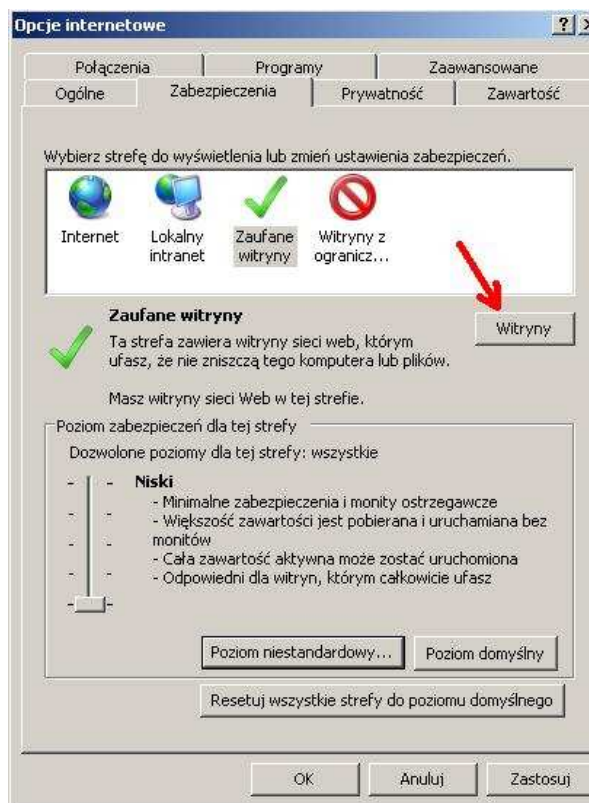 Opcje internetowe
Połączenia Programy Zaawansowane
Ogólne Zabezpieczenia Prywatność Zawartość
Wybierz strefę do wyświetlenia lub zmień ustawienia zabezpieczeń.
Internet Lokalny intranet Zaufane witryny Witryny z ogranicz...
Zaufane witryny
Witryny
Ta strefa zawiera witryny sieci web, którym
ufasz, że nie zniszczą tego komputera lub plików.
Masz witryny sieci Web w tej strefie.
Poziom zabezpieczeń dla tej strefy
Dozwolone poziomy dla tej strefy: wszystkie
Niski
- Minimalne zabezpieczenia i monity ostrzegawcze
- Większość zawartości jest pobierana i uruchamiana bez
monitów
- Cała zawartość aktywna może zostać uruchomiona
- Odpowiedni dla witryn, którym całkowicie ufasz
Poziom niestandardowy... Poziom domyślny
Resetuj wszystkie strefy do poziomu domyślnego
OK Anuluj Zastosuj